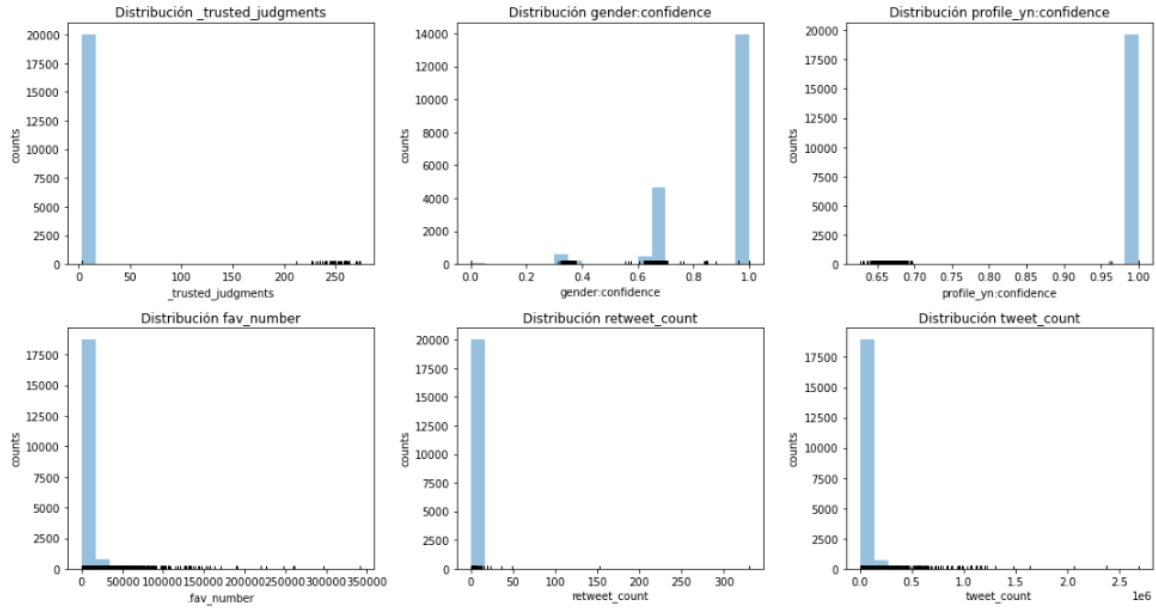 Distribución _trusted_judgments
20000
17500
15000
12500
10000
7500
5000
2500
0
counts
0 50 100 150 200 250
_trusted_judgments
Distribución gender:confidence
14000
12000
10000
8000
6000
4000
2000
0
counts
0.0 0.2 0.4 0.6 0.8 1.0
gender:confidence
Distribución profile_yn:confidence
20000
17500
15000
12500
10000
7500
5000
2500
0
counts
0.65 0.70 0.75 0.80 0.85 0.90 0.95 1.00
profile_yn:confidence
Distribución fav_number
17500
15000
12500
10000
7500
5000
2500
0
counts
0 50000 100000 150000 200000 250000 300000 350000
.fav_number
Distribución retweet_count
20000
17500
15000
12500
10000
7500
5000
2500
0
counts
0 50 100 150 200 250 300
retweet_count
Distribución tweet_count
17500
15000
12500
10000
7500
5000
2500
0
counts
0.0 0.5 1.0 1.5 2.0 2.5
1e6
tweet_count